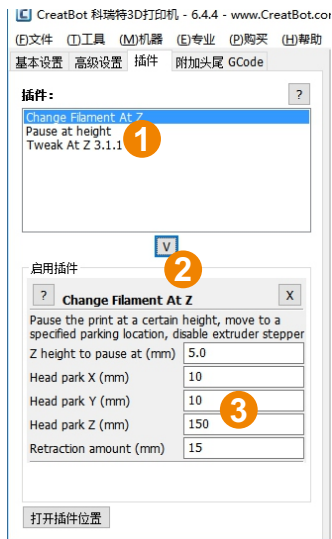 CreatBot 科瑞特3D打印机 - 6.4.4 - www.CreatBot.com
(F)文件 (T)工具 (M)机器 (E)专业 (P)购买 (H)帮助
基本设置 高级设置 插件 附加头尾 GCode
插件: ?
Change Filament At Z
Pause at height
Tweak At Z 3.1.1
1
V
2
启用插件
? Change Filament At Z X
Pause the print at a certain height, move to a
specified parking location, disable extruder stepper
Z height to pause at (mm) 5.0
Head park X (mm) 10
Head park Y (mm) 10
3
Head park Z (mm) 150
Retraction amount (mm) 15
打开插件位置